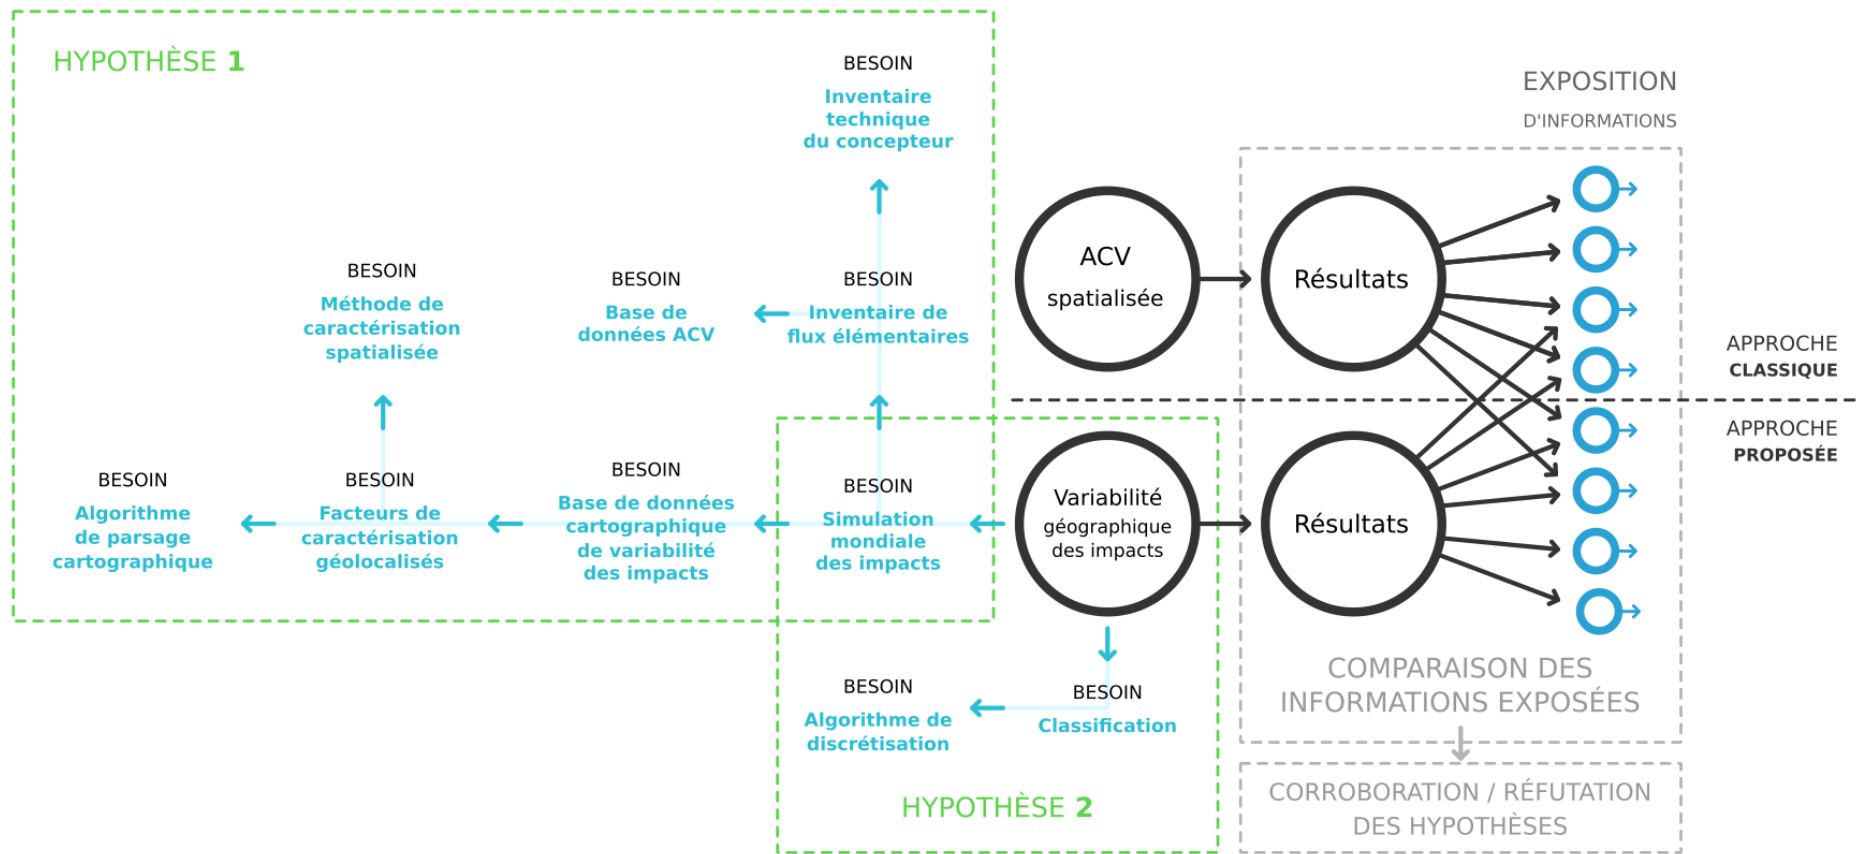 HYPOTHÈSE 1
BESOIN
Inventaire
technique
du concepteur
BESOIN
Méthode de
caractérisation
spatialisée
BESOIN
Base de
données ACV
BESOIN
Inventaire de
flux élémentaires
BESOIN
Algorithme
de parsage
cartographique
BESOIN
Facteurs de
caractérisation
géolocalisés
BESOIN
Base de données
cartographique
de variabilité
des impacts
BESOIN
Simulation
mondiale
des impacts
ACV
spatialisée
Résultats
Variabilité
géographique
des impacts
Résultats
BESOIN
Algorithme de
discrétisation
BESOIN
Classification
HYPOTHÈSE 2
EXPOSITION
D'INFORMATIONS
APPROCHE
CLASSIQUE
APPROCHE
PROPOSÉE
COMPARAISON DES
INFORMATIONS EXPOSÉES
CORROBORATION / RÉFUTATION
DES HYPOTHÈSES